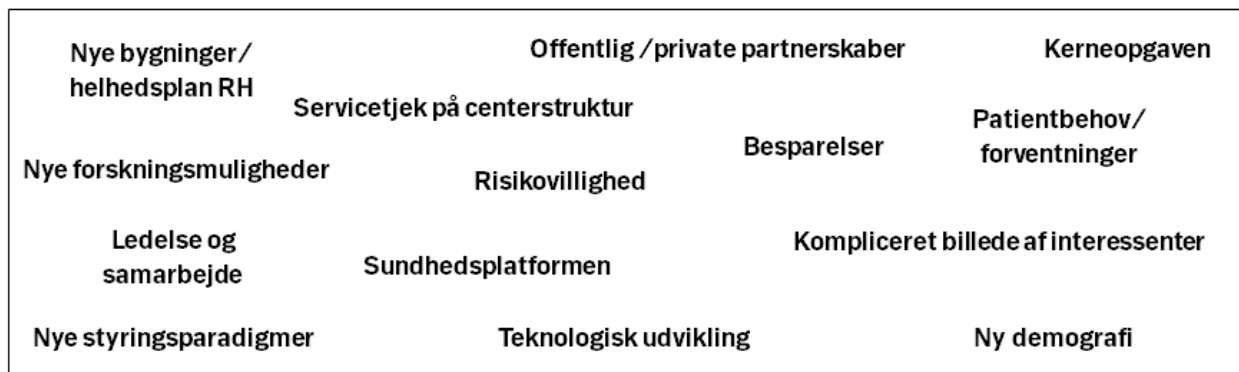 Nye bygninger/
helhedsplan RH
Offentlig /private partnerskaber
Kerneopgaven
Servicetjek på centerstruktur
Patientbehov/
forventninger
Besparelser
Nye forskningsmuligheder
Risikovillighed
Ledelse og
samarbejde
Kompliceret billede af interessenter
Sundhedsplatformen
Nye styringsparadigmer
Teknologisk udvikling
Ny demografi